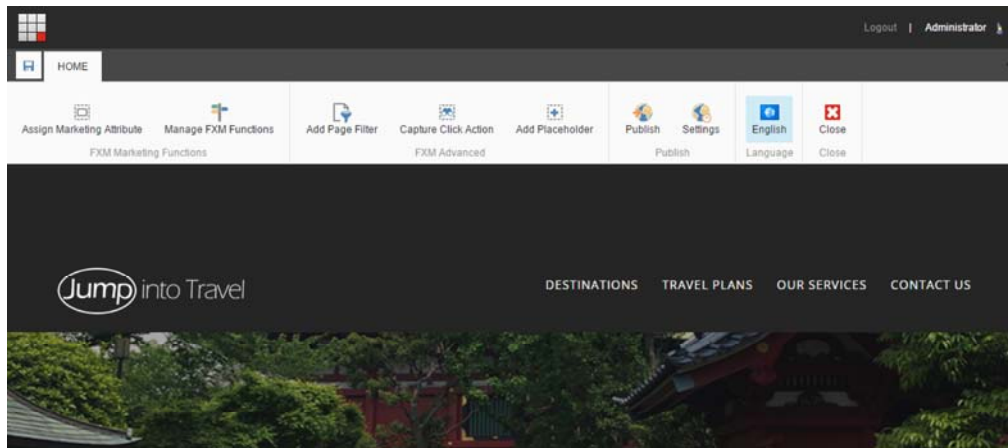 Logout | Administrator
HOME
Assign Marketing Attribute Manage FXM Functions Add Page Filter Capture Click Action Add Placeholder Publish Settings English Close
FXM Marketing Functions FXM Advanced Publish Language Close
Jump into Travel DESTINATIONS TRAVEL PLANS OUR SERVICES CONTACT US